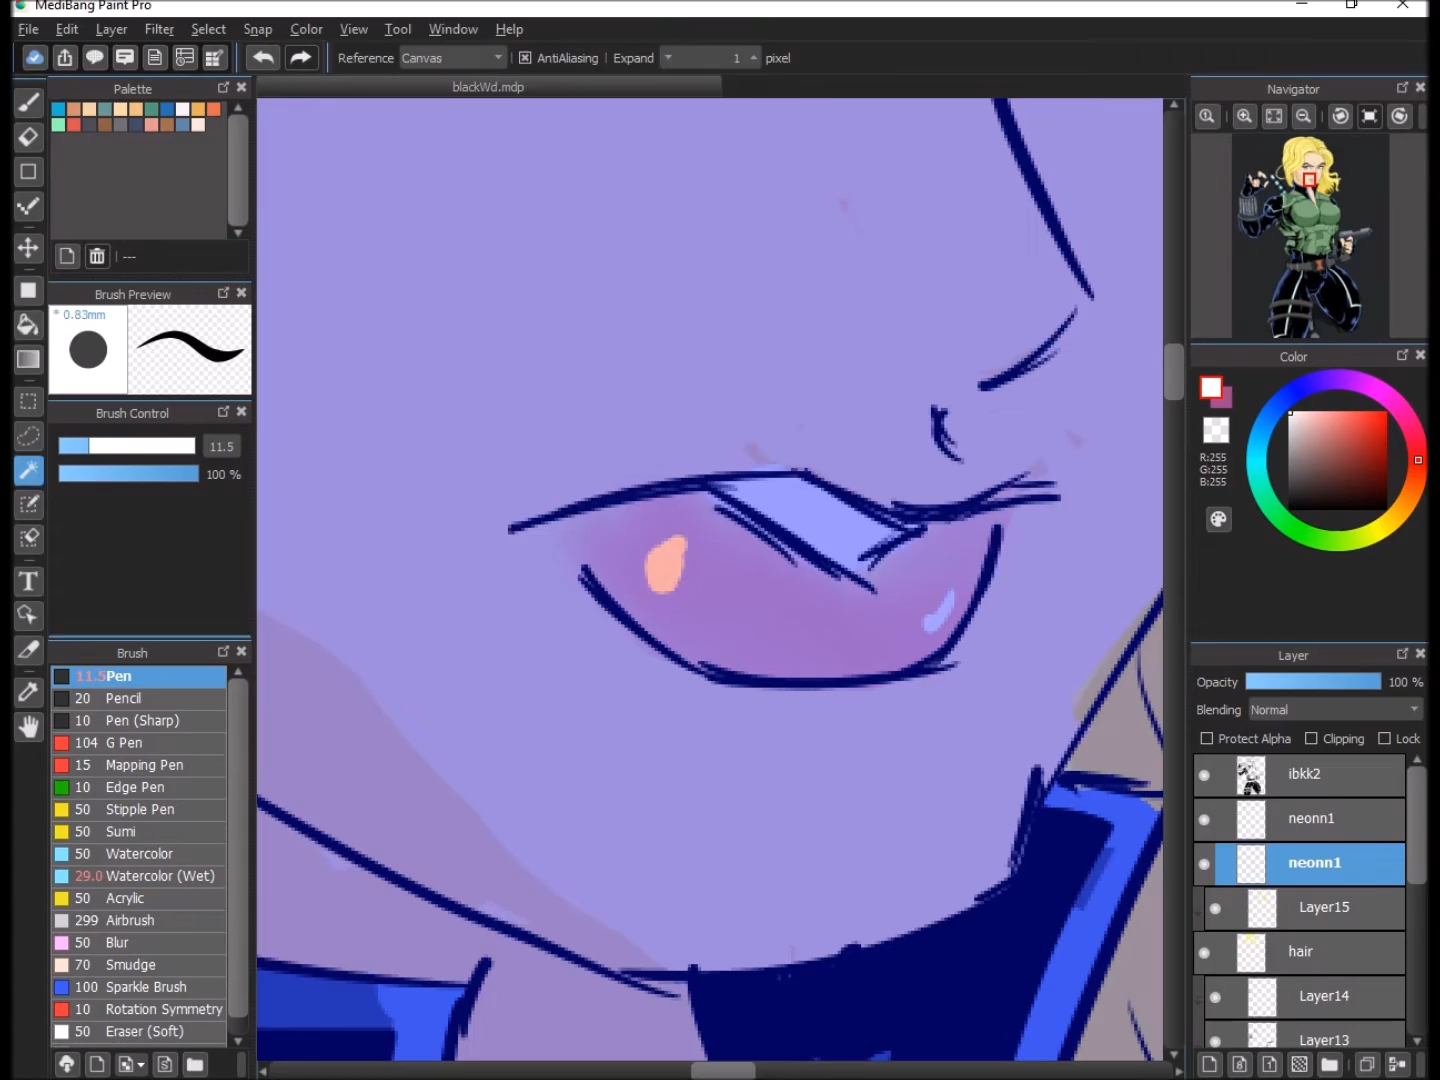 MediBang Paint Pro
File Edit Layer Filter Select Snap Color View Tool Window Help
Reference Canvas AntiAliasing Expand 1 pixel
Palette
blackWd.mdp
Navigator
---
Brush Preview
* 0.83mm
Brush Control
11.5
100 %
Brush
11.5 Pen
20 Pencil
10 Pen (Sharp)
104 G Pen
15 Mapping Pen
10 Edge Pen
50 Stipple Pen
50 Sumi
50 Watercolor
29.0 Watercolor (Wet)
50 Acrylic
299 Airbrush
50 Blur
70 Smudge
100 Sparkle Brush
10 Rotation Symmetry
50 Eraser (Soft)
Color
R:255
G:255
B:255
Layer
Opacity 100 %
Blending Normal
Protect Alpha Clipping Lock
ibkk2
neonn1
neonn1
Layer15
hair
Layer14
Layer13